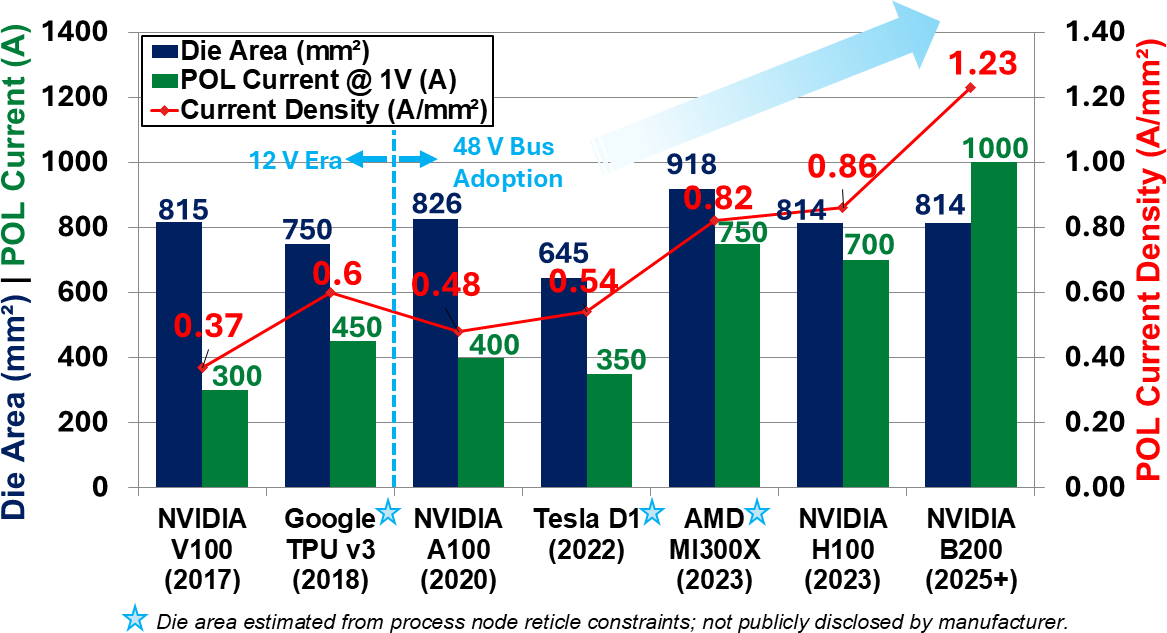 Die Area (mm²) | POL Current (A)
1400
1200
1000
800
600
400
200
0
Die Area (mm²)
POL Current @ 1V (A)
Current Density (A/mm²)
12 V Era
48 V Bus
Adoption
815
300
0.37
750
450
0.6
826
400
0.48
645
350
0.54
918
750
0.82
814
700
0.86
814
1000
1.23
1.40
1.20
1.00
0.80
0.60
0.40
0.20
0.00
POL Current Density (A/mm²)
NVIDIA
V100
(2017)
Google
TPU v3
(2018)
NVIDIA
A100
(2020)
Tesla D1
(2022)
AMD
MI300X
(2023)
NVIDIA
H100
(2023)
NVIDIA
B200
(2025+)
Die area estimated from process node reticle constraints; not publicly disclosed by manufacturer.